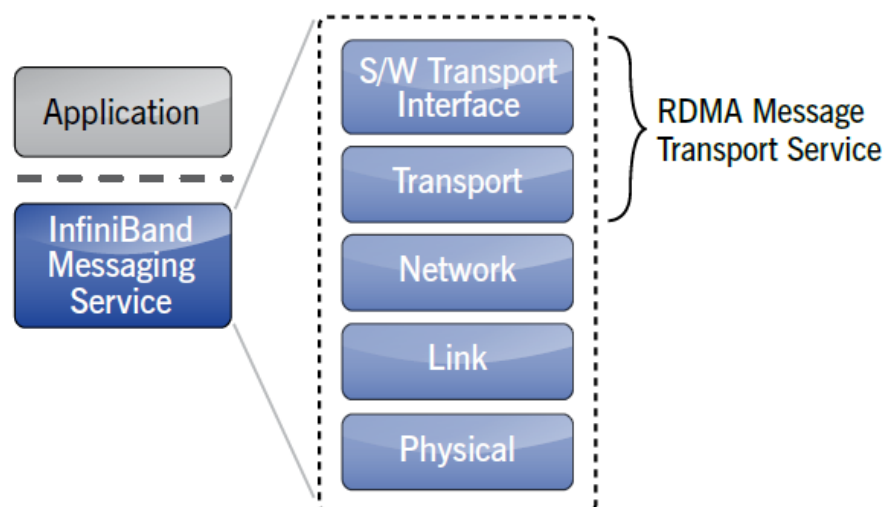 Application
InfiniBand
Messaging
Service
S/W Transport
Interface
Transport
Network
Link
Physical
RDMA Message
Transport Service